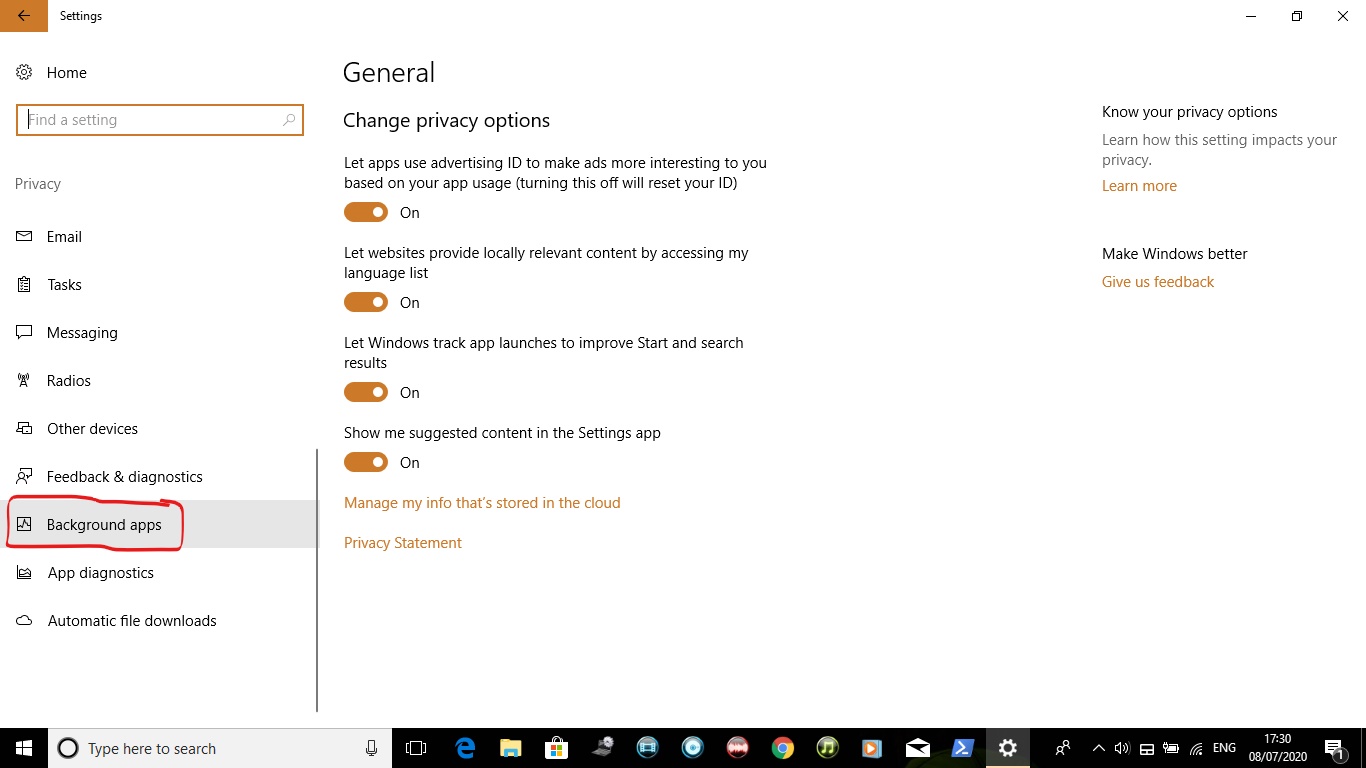 Settings
Home
Find a setting
Privacy
Email
Tasks
Messaging
Radios
Other devices
Feedback & diagnostics
Background apps
App diagnostics
Automatic file downloads
General
Change privacy options
Let apps use advertising ID to make ads more interesting to you
based on your app usage (turning this off will reset your ID)
On
Let websites provide locally relevant content by accessing my
language list
On
Let Windows track app launches to improve Start and search
results
On
Show me suggested content in the Settings app
On
Manage my info that's stored in the cloud
Privacy Statement
Know your privacy options
Learn how this setting impacts your
privacy.
Learn more
Make Windows better
Give us feedback
Type here to search
ENG
17:30
08/07/2020
1